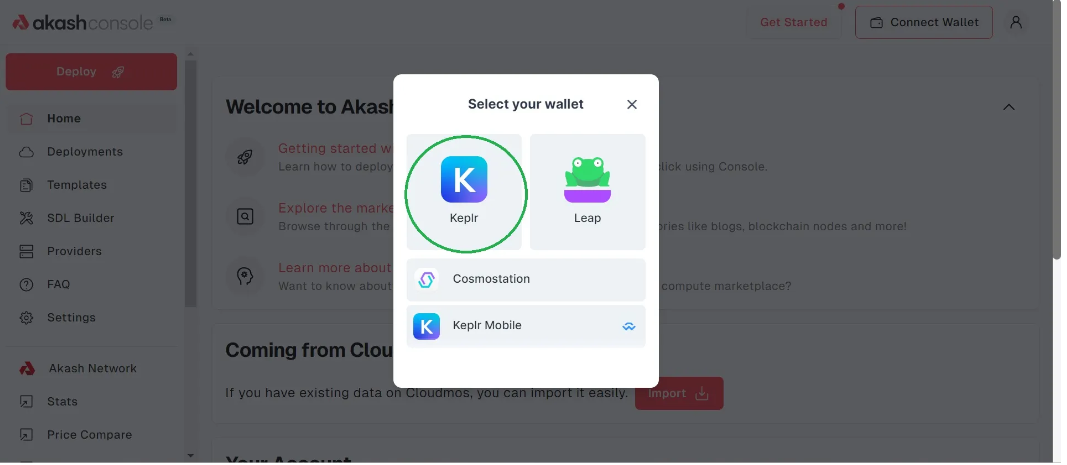 akashconsole Beta
Get Started
Connect Wallet
Deploy
Home
Deployments
Templates
SDL Builder
Providers
FAQ
Settings
Akash Network
Stats
Price Compare
Welcome to Akas
Getting started w
Learn how to deploy
click using Console.
Explore the marke
Browse through the
ories like blogs, blockchain nodes and more!
Learn more about
Want to know about
compute marketplace?
Coming from Clou
If you have existing data on Cloudmos, you can import it easily.
Import
Your Account
Select your wallet
K
Keplr
Leap
Cosmostation
K
Keplr Mobile